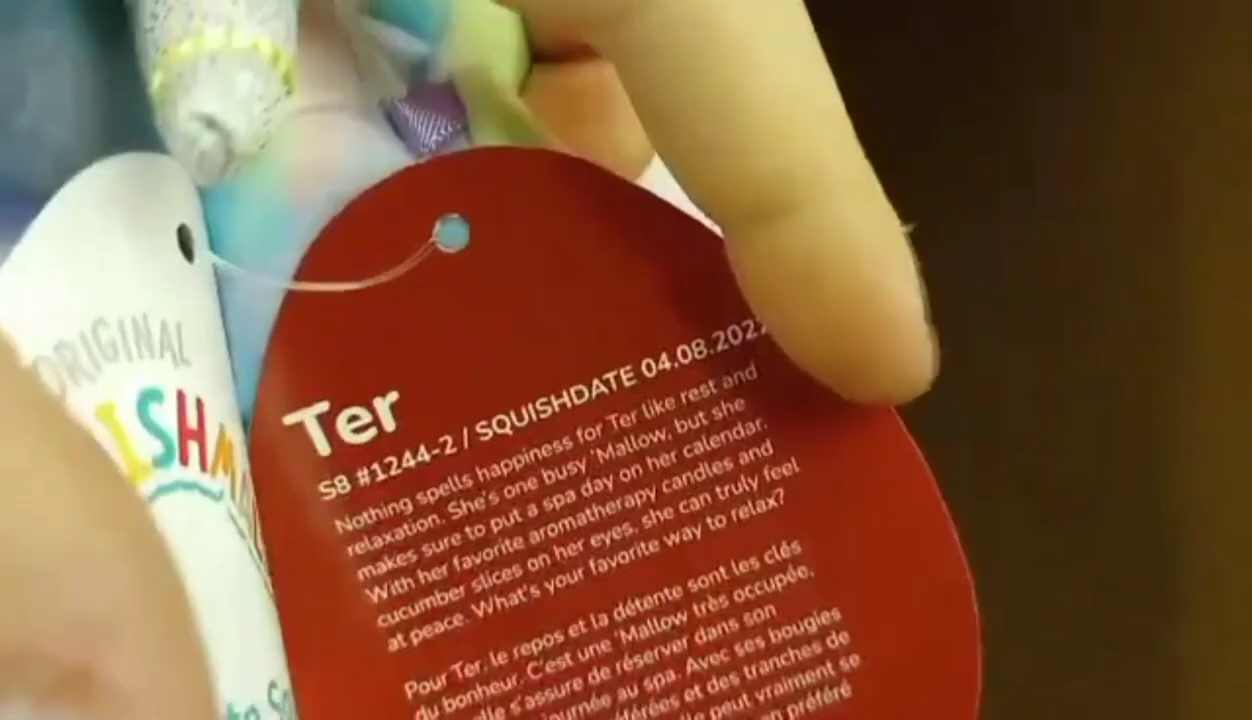 ORIGINAL
ISHM
Ter
S8 #1244-2 / SQUISHDATE 04.08.202
Nothing spells happiness for Ter like rest and
relaxation. She's one busy 'Mallow, but she
makes sure to put a spa day on her calendar.
With her favorite aromatherapy candles and
cucumber slices on her eyes, she can truly feel
at peace. What's your favorite way to relax?
Pour Ter, le repos et la détente sont les clés
du bonheur. C'est une 'Mallow très occupée,
elle s'assure de réserver dans son
journée au spa. Avec ses bougies
et des tranches de
peut vraiment se
préféré